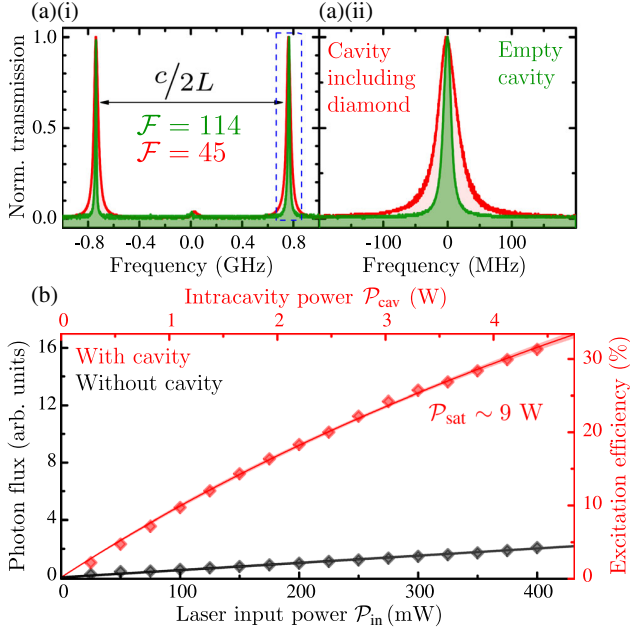 (a)(i)
(a)(ii)
Norm. transmission
1.0
0.5
0.0
c/2L
ℱ = 114
ℱ = 45
-0.8 -0.4 0.0 0.4 0.8
Frequency (GHz)
Cavity
including
diamond
Empty
cavity
-100 0 100
Frequency (MHz)
(b)
Intracavity power 𝒫cav (W)
0 1 2 3 4
Photon flux (arb. units)
16
12
8
4
0
With cavity
Without cavity
𝒫sat ∼ 9 W
Excitation efficiency (%)
30
20
10
0
0 100 200 300 400
Laser input power 𝒫in (mW)